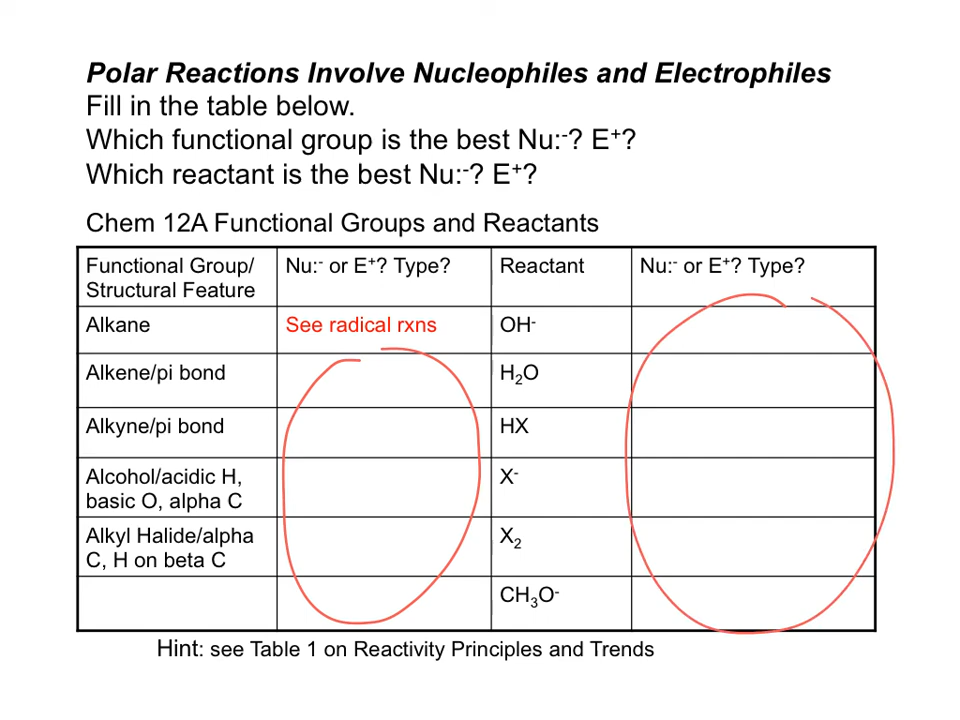 Polar Reactions Involve Nucleophiles and Electrophiles
Fill in the table below.
Which functional group is the best Nu:⁻? E⁺?
Which reactant is the best Nu:⁻? E⁺?
Chem 12A Functional Groups and Reactants
Functional Group/ Nu:⁻ or E⁺? Type? Reactant Nu:⁻ or E⁺? Type?
Structural Feature
Alkane See radical rxns OH⁻
Alkene/pi bond H₂O
Alkyne/pi bond HX
Alcohol/acidic H, X⁻
basic O, alpha C
Alkyl Halide/alpha X₂
C, H on beta C
CH₃O⁻
Hint: see Table 1 on Reactivity Principles and Trends